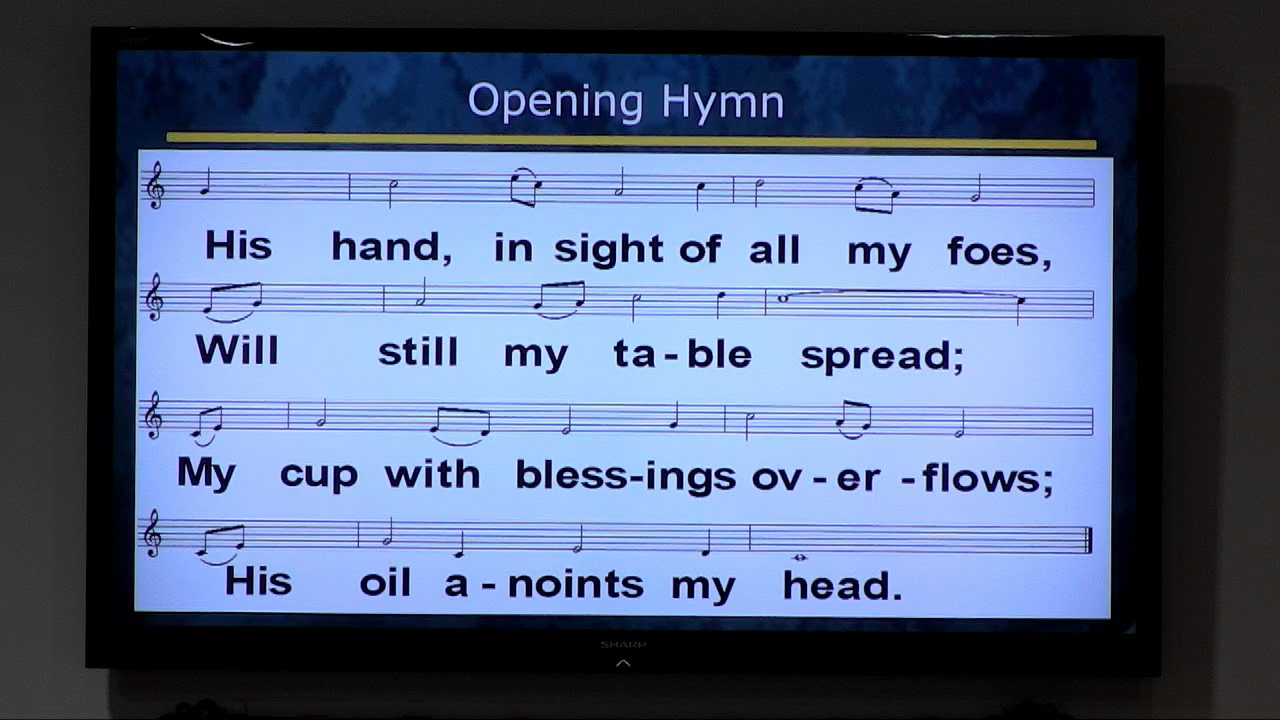 Opening Hymn
His hand, in sight of all my foes,
Will still my ta-ble spread;
My cup with bless-ings ov-er-flows;
His oil a-noints my head.
SHARP